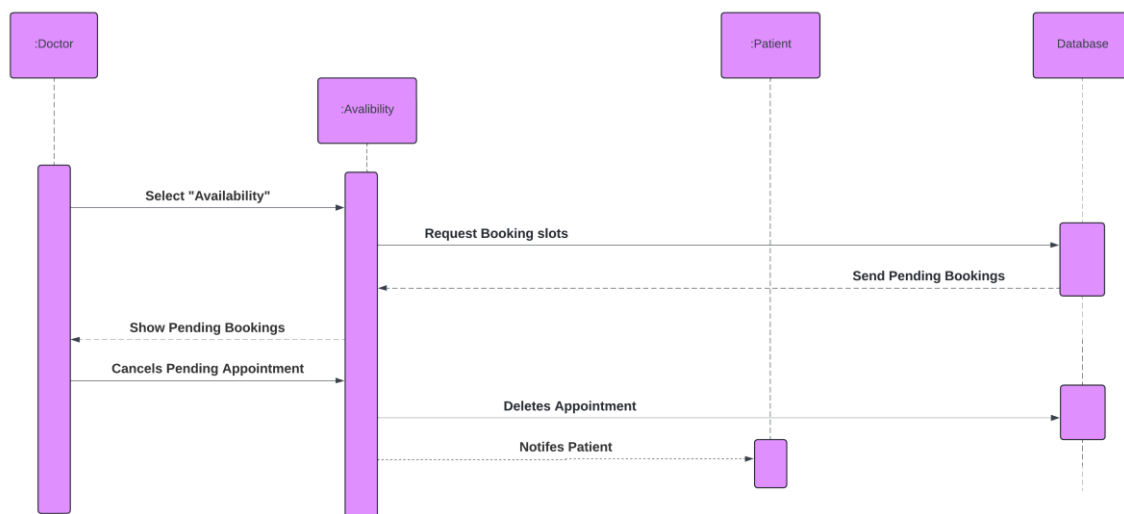 :Doctor
:Patient
Database
:Avalibility
Select "Availability"
Request Booking slots
Send Pending Bookings
Show Pending Bookings
Cancels Pending Appointment
Deletes Appointment
Notifes Patient